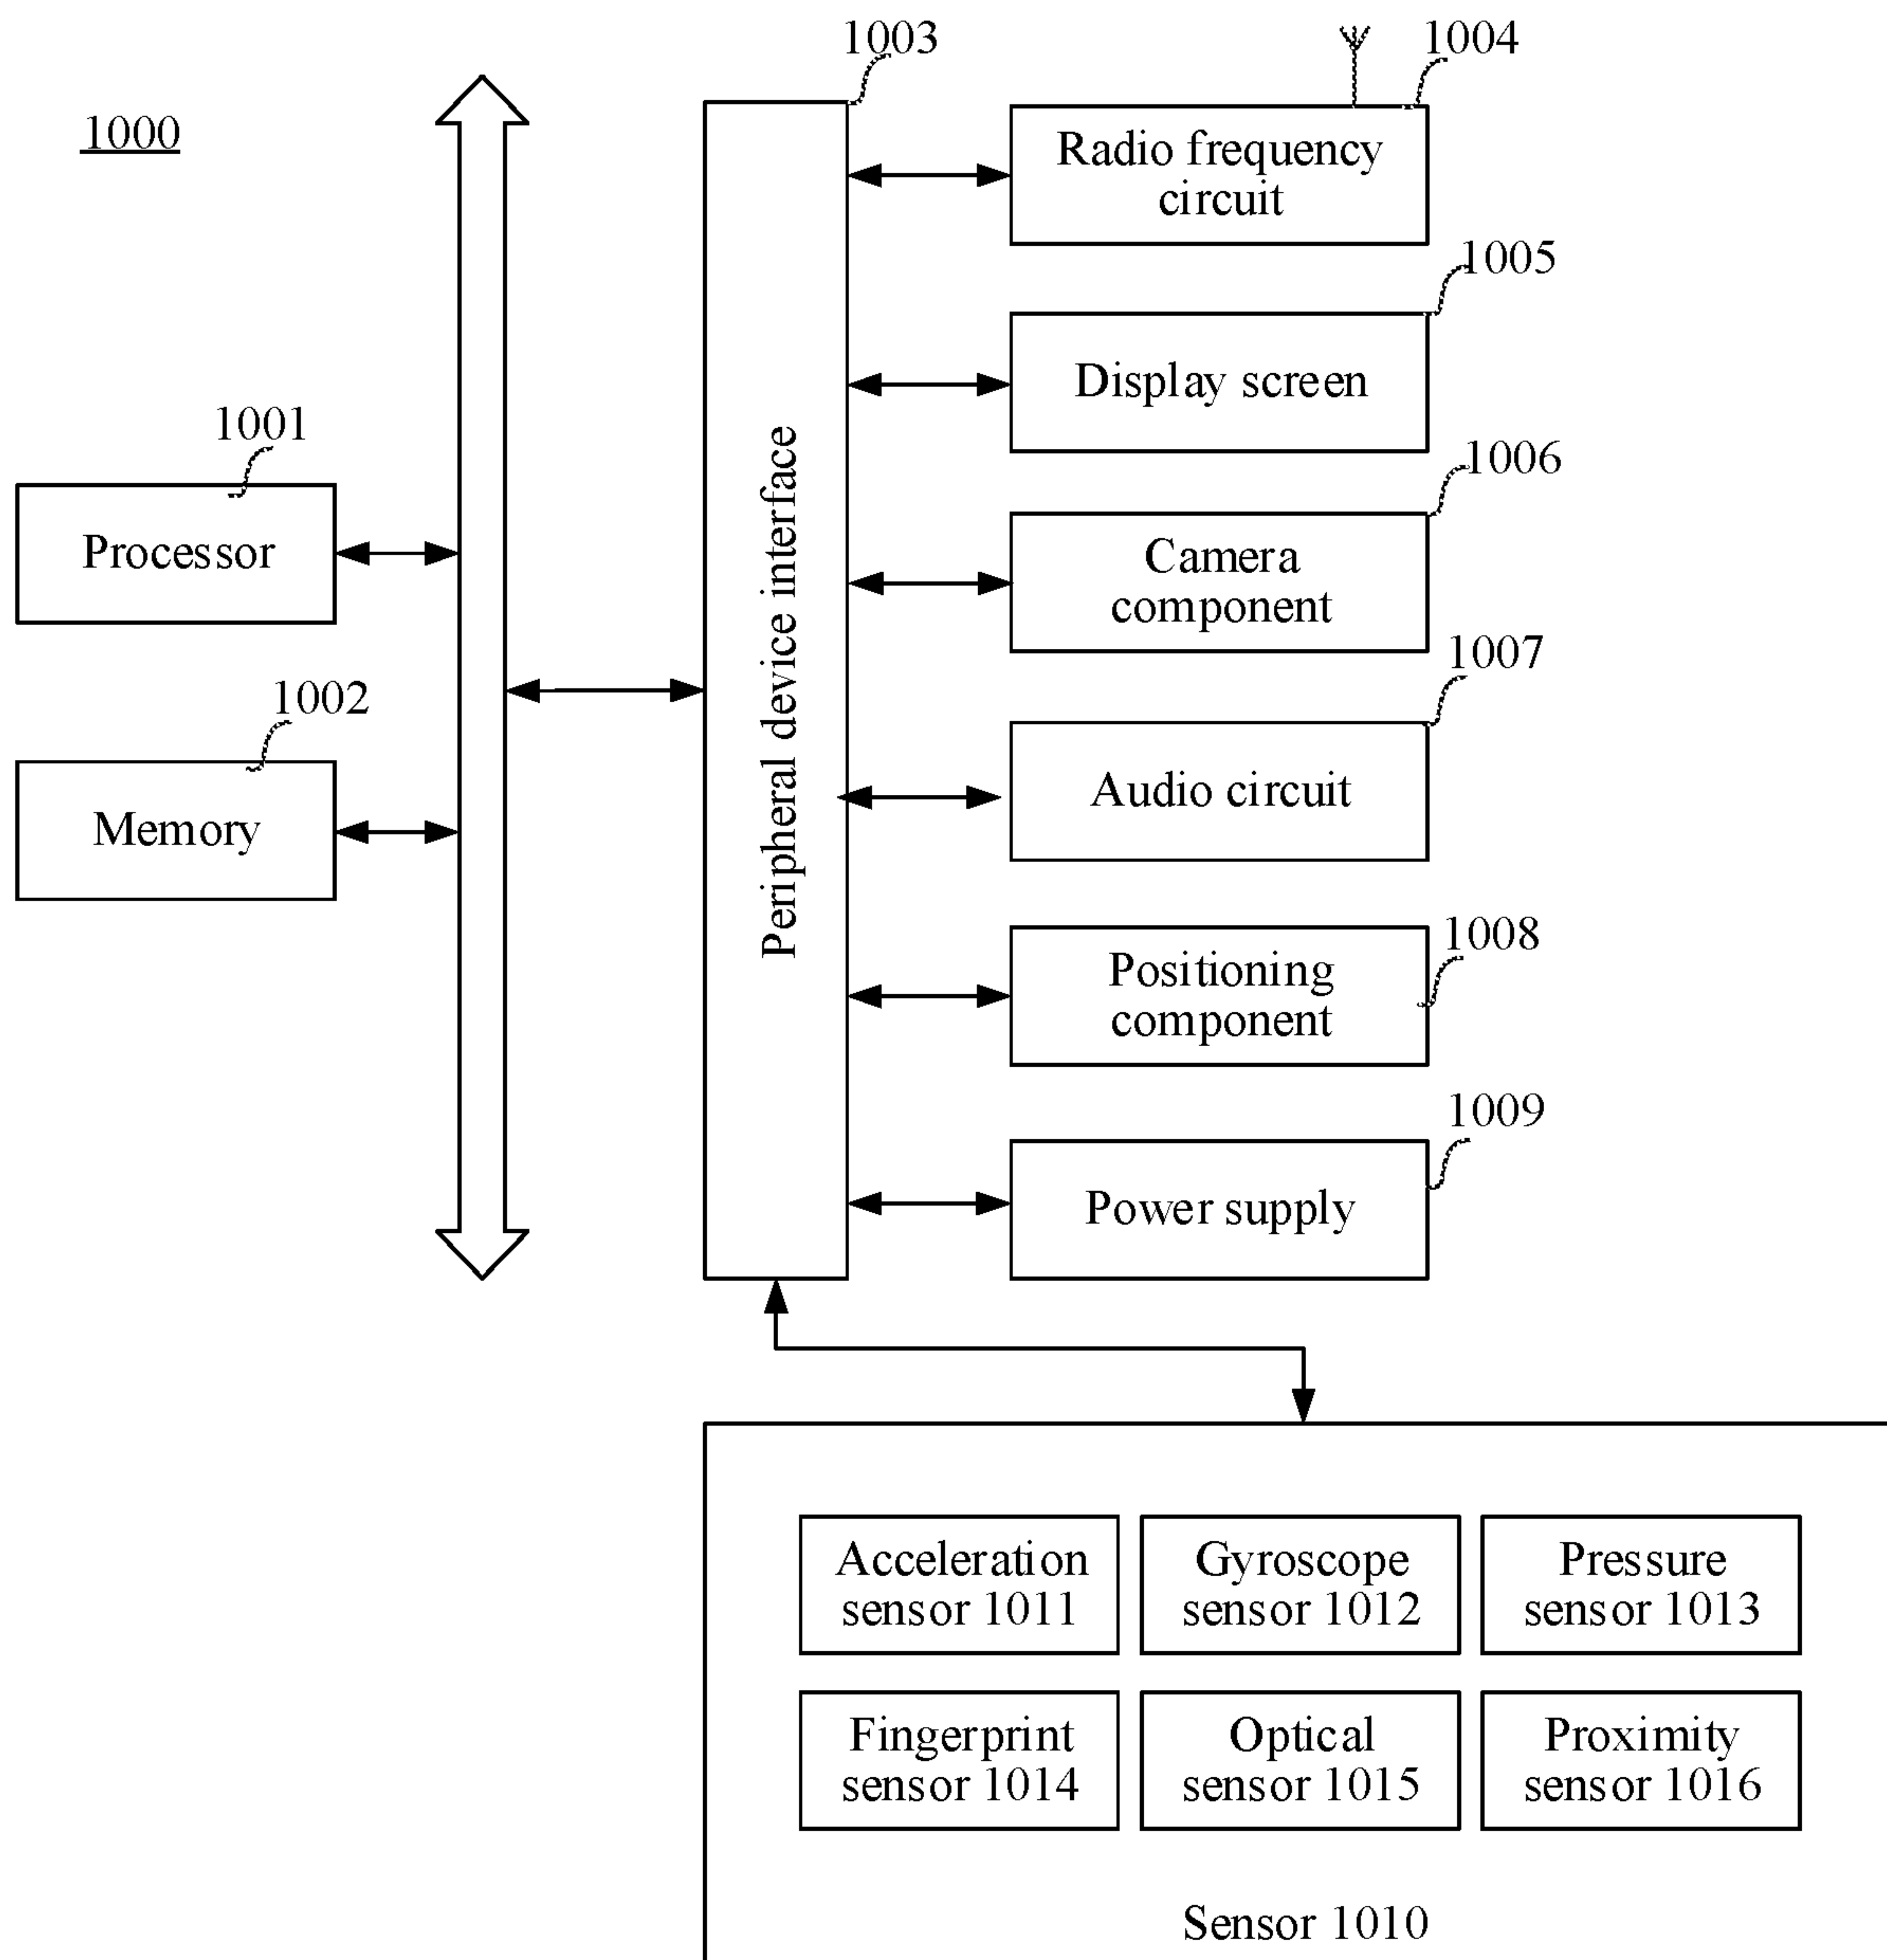 1000
1003
1004
Radio frequency
circuit
1005
Display screen
1001
Processor
1006
Camera
component
Peripheral device interface
1002
Memory
1007
Audio circuit
1008
Positioning
component
1009
Power supply
Acceleration
sensor 1011
Gyroscope
sensor 1012
Pressure
sensor 1013
Fingerprint
sensor 1014
Optical
sensor 1015
Proximity
sensor 1016
Sensor 1010